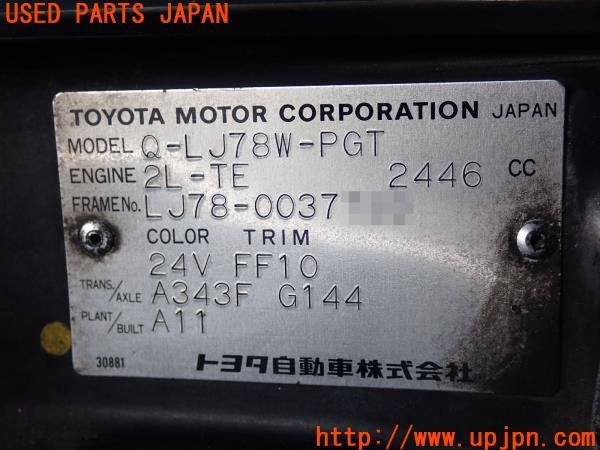 USED PARTS JAPAN
TOYOTA MOTOR CORPORATION JAPAN
MODEL Q-LJ78W-PGT
ENGINE 2L-TE 2446 CC
FRAME No. LJ78-0037
COLOR TRIM
24V FF10
TRANS./AXLE A343F G144
PLANT/BUILT A11
30881 トヨタ自動車株式会社
http://www.upjpn.com